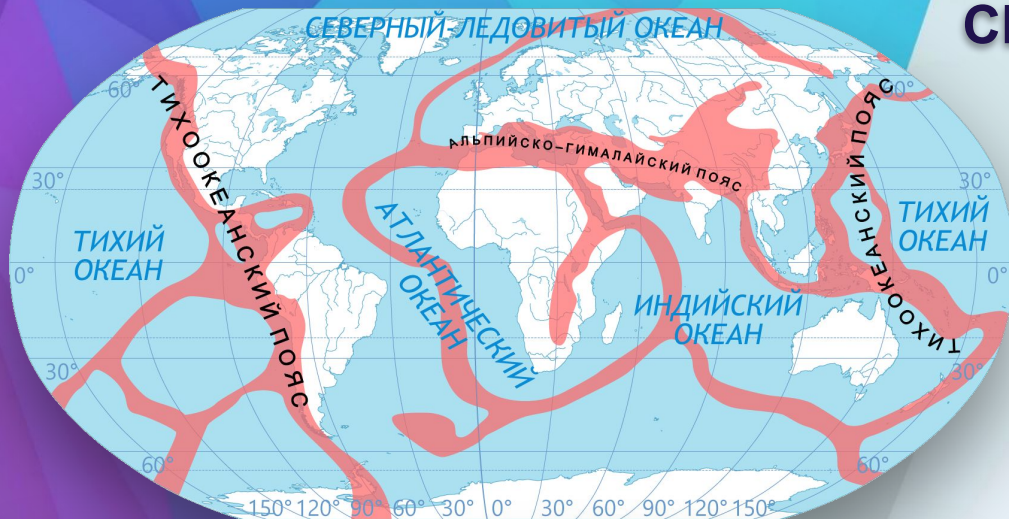 СЕВЕРНЫЙ ЛЕДОВИТЫЙ ОКЕАН
60°
60°
ТИХООКЕАНСКИЙ ПОЯС
АЛЬПИЙСКО–ГИМАЛАЙСКИЙ ПОЯС
ТИХООКЕАНСКИЙ ПОЯС
30°
30°
ТИХИЙ
ОКЕАН
АТЛАНТИЧЕСКИЙ
ОКЕАН
ТИХИЙ
ОКЕАН
0°
0°
ИНДИЙСКИЙ
ОКЕАН
30°
30°
60°
60°
150° 120° 90° 60° 30° 0° 30° 60° 90° 120° 150°